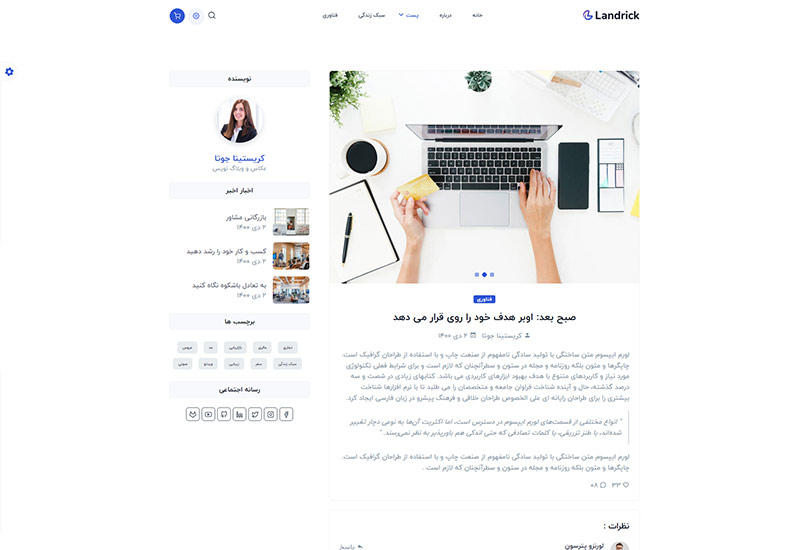 Landrick
خانه
درباره
پست
سبک زندگی
فناوری
فناوری
صبح بعد: اوبر هدف خود را روی قرار می دهد
کریستینا جوتا ۲ دی ۱۴۰۰
لورم ایپسوم متن ساختگی با تولید سادگی نامفهوم از صنعت چاپ و با استفاده از طراحان گرافیک است.
چاپگرها و متون بلکه روزنامه و مجله در ستون و سطرآنچنان که لازم است و برای شرایط فعلی تکنولوژی
مورد نیاز و کاربردهای متنوع با هدف بهبود ابزارهای کاربردی می باشد. کتابهای زیادی در شصت و سه
درصد گذشته، حال و آینده شناخت فراوان جامعه و متخصصان را می طلبد تا با نرم افزارها شناخت
بیشتری را برای طراحان رایانه ای علی الخصوص طراحان خلاقی و فرهنگ پیشرو در زبان فارسی ایجاد کرد.
" انواع مختلفی از قسمت‌های لورم ایپسوم در دسترس است، اما اکثریت آن‌ها به نوعی دچار تغییر
شده‌اند، با طنز تزریقی، یا کلمات تصادفی که حتی اندکی هم باورپذیر به نظر نمی‌رسند. "
لورم ایپسوم متن ساختگی با تولید سادگی نامفهوم از صنعت چاپ و با استفاده از طراحان گرافیک است.
چاپگرها و متون بلکه روزنامه و مجله در ستون و سطرآنچنان که لازم است .
۳۳ ۰۸
نظرات :
لورنزو پیترسون
پاسخ
نویسنده
کریستینا جوتا
عکاس و وبلاگ نویس
اخبار اخیر
بازرگانی مشاور
۲ دی ۱۴۰۰
کسب و کار خود را رشد دهید
۲ دی ۱۴۰۰
به تعادل باشکوه نگاه کنید
۲ دی ۱۴۰۰
برچسب ها
تجاری گالری بازاریابی مد عروس
سبک زندگی سفر زیبایی ویدئو صوتی
رسانه اجتماعی